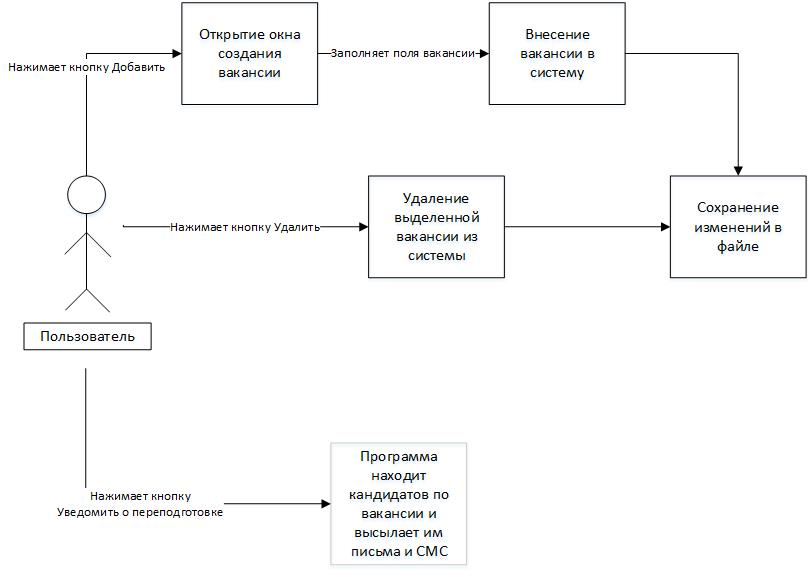 Открытие окна
создания
вакансии
Заполняет поля вакансии
Внесение
вакансии в
систему
Нажимает кнопку Добавить
Удаление
выделенной
вакансии из
системы
Нажимает кнопку Удалить
Сохранение
изменений в
файле
Пользователь
Нажимает кнопку
Уведомить о переподготовке
Программа
находит
кандидатов по
вакансии и
высылает им
письма и СМС